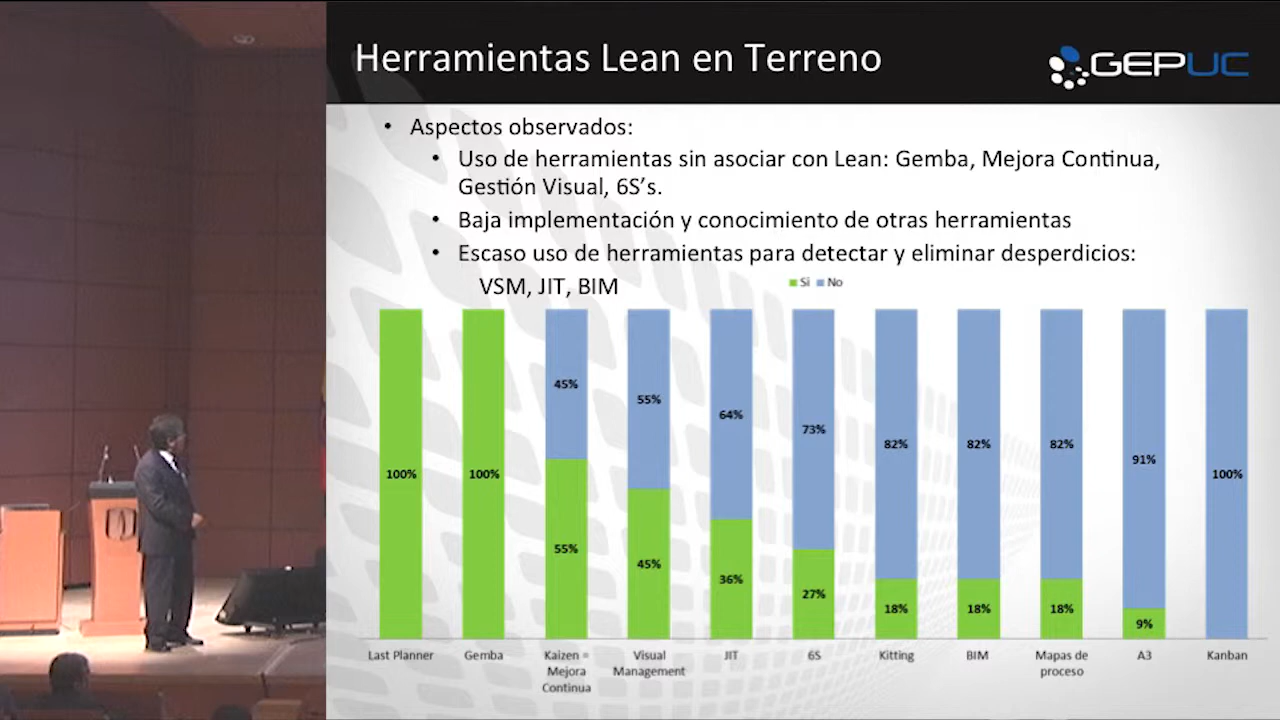 Herramientas Lean en Terreno
GEPUC
• Aspectos observados:
• Uso de herramientas sin asociar con Lean: Gemba, Mejora Continua,
Gestión Visual, 6S's.
• Baja implementación y conocimiento de otras herramientas
• Escaso uso de herramientas para detectar y eliminar desperdicios:
VSM, JIT, BIM
Si No
45% 55% 64% 73% 82% 82% 82% 91% 100%
100% 100% 55% 45% 36% 27% 18% 18% 18% 9%
Last Planner Gemba Kaizen = Visual JIT 6S Kitting BIM Mapas de A3 Kanban
Mejora Management proceso
Continua